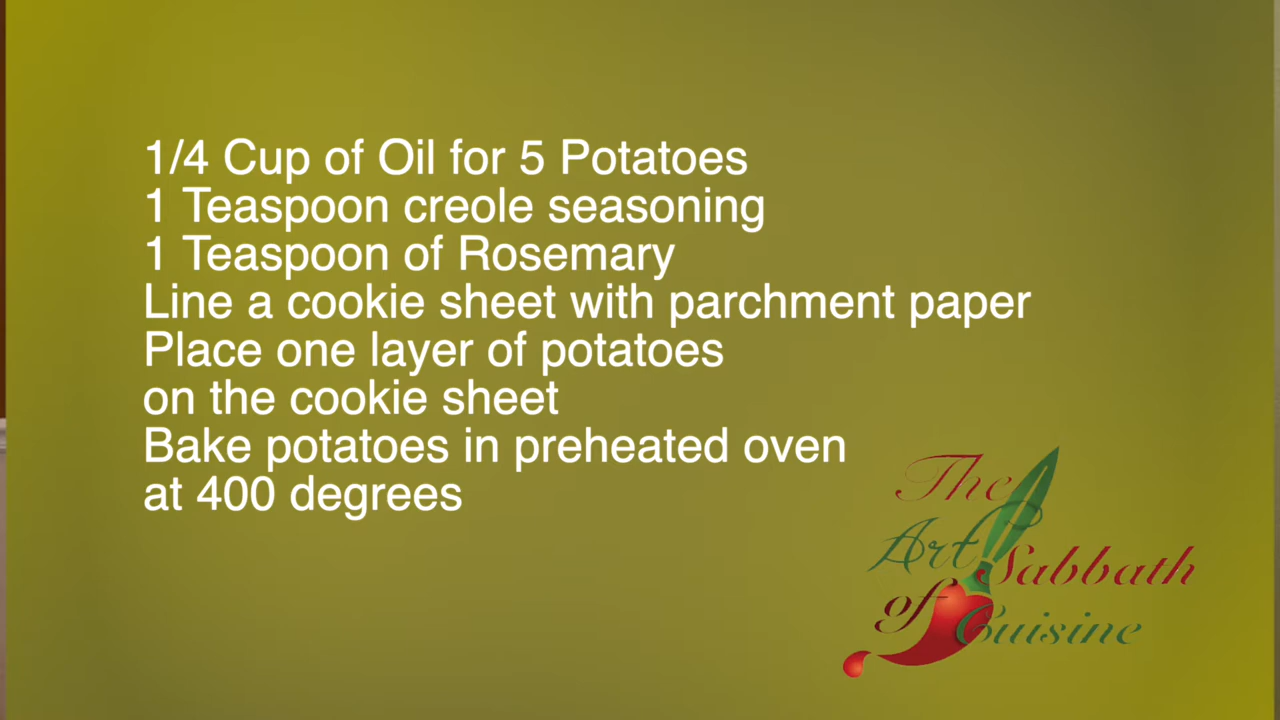 1/4 Cup of Oil for 5 Potatoes
1 Teaspoon creole seasoning
1 Teaspoon of Rosemary
Line a cookie sheet with parchment paper
Place one layer of potatoes
on the cookie sheet
Bake potatoes in preheated oven
at 400 degrees
The
Art
Sabbath
of
Cuisine